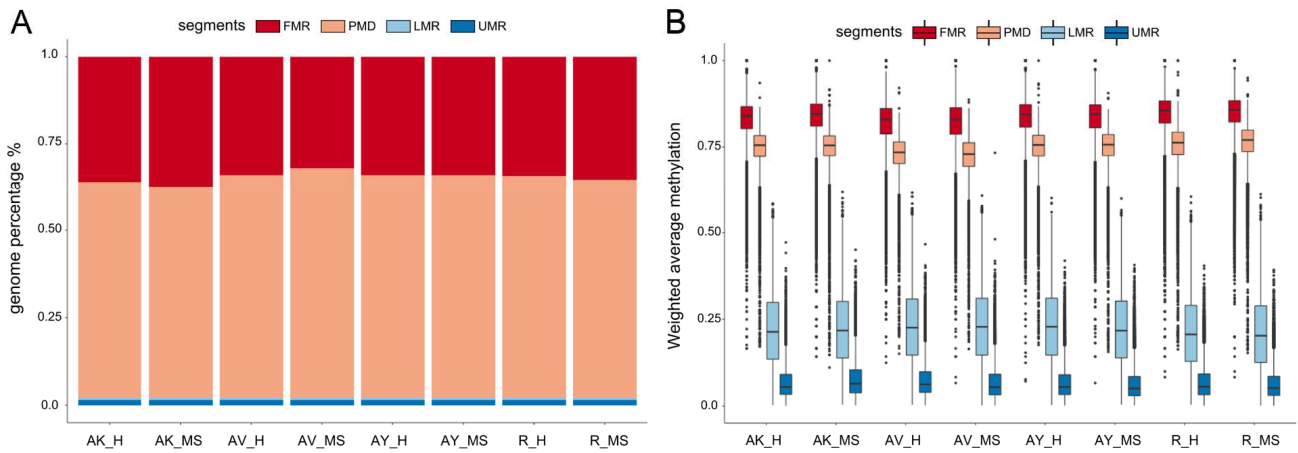 A
segments FMR PMD LMR UMR
genome percentage %
1.0
0.75
0.50
0.25
0.0
AK_H AK_MS AV_H AV_MS AY_H AY_MS R_H R_MS
B
segments FMR PMD LMR UMR
Weighted average methylation
1.0
0.75
0.50
0.25
0.0
AK_H AK_MS AV_H AV_MS AY_H AY_MS R_H R_MS